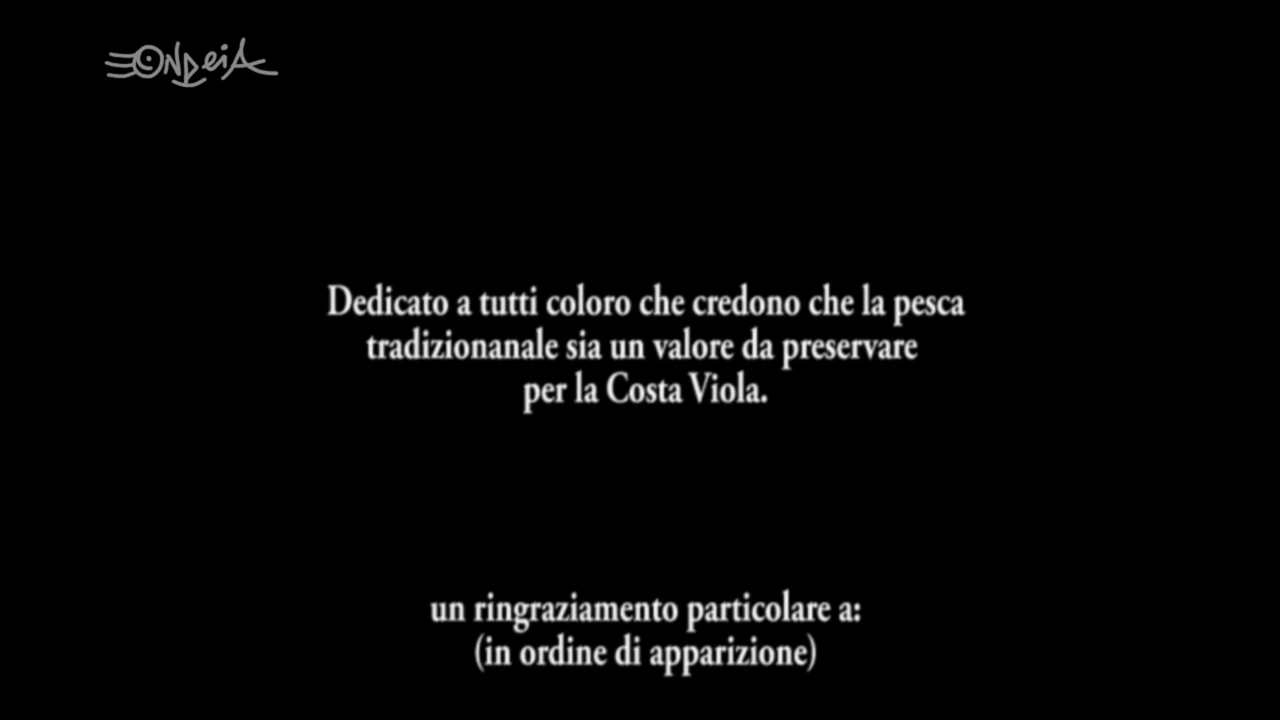 Dedicato a tutti coloro che credono che la pesca
tradizionanale sia un valore da preservare
per la Costa Viola.
un ringraziamento particolare a:
(in ordine di apparizione)